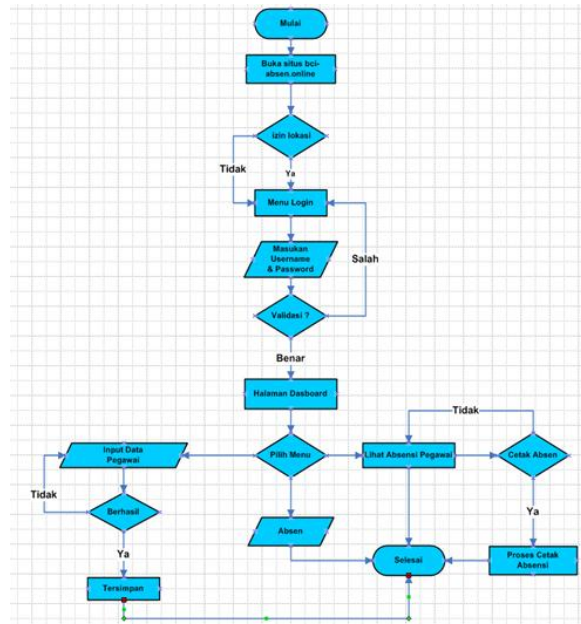 Mulai
Buka situs bci-
absen.online
izin lokasi
Tidak
Ya
Menu Login
Masukan
Username
& Password
Salah
Validasi ?
Benar
Halaman Dasboard
Tidak
Input Data
Pegawai
Pilih Menu
Lihat Absensi Pegawai
Cetak Absen
Tidak
Berhasil
Absen
Ya
Ya
Selesai
Proses Cetak
Absensi
Tersimpan